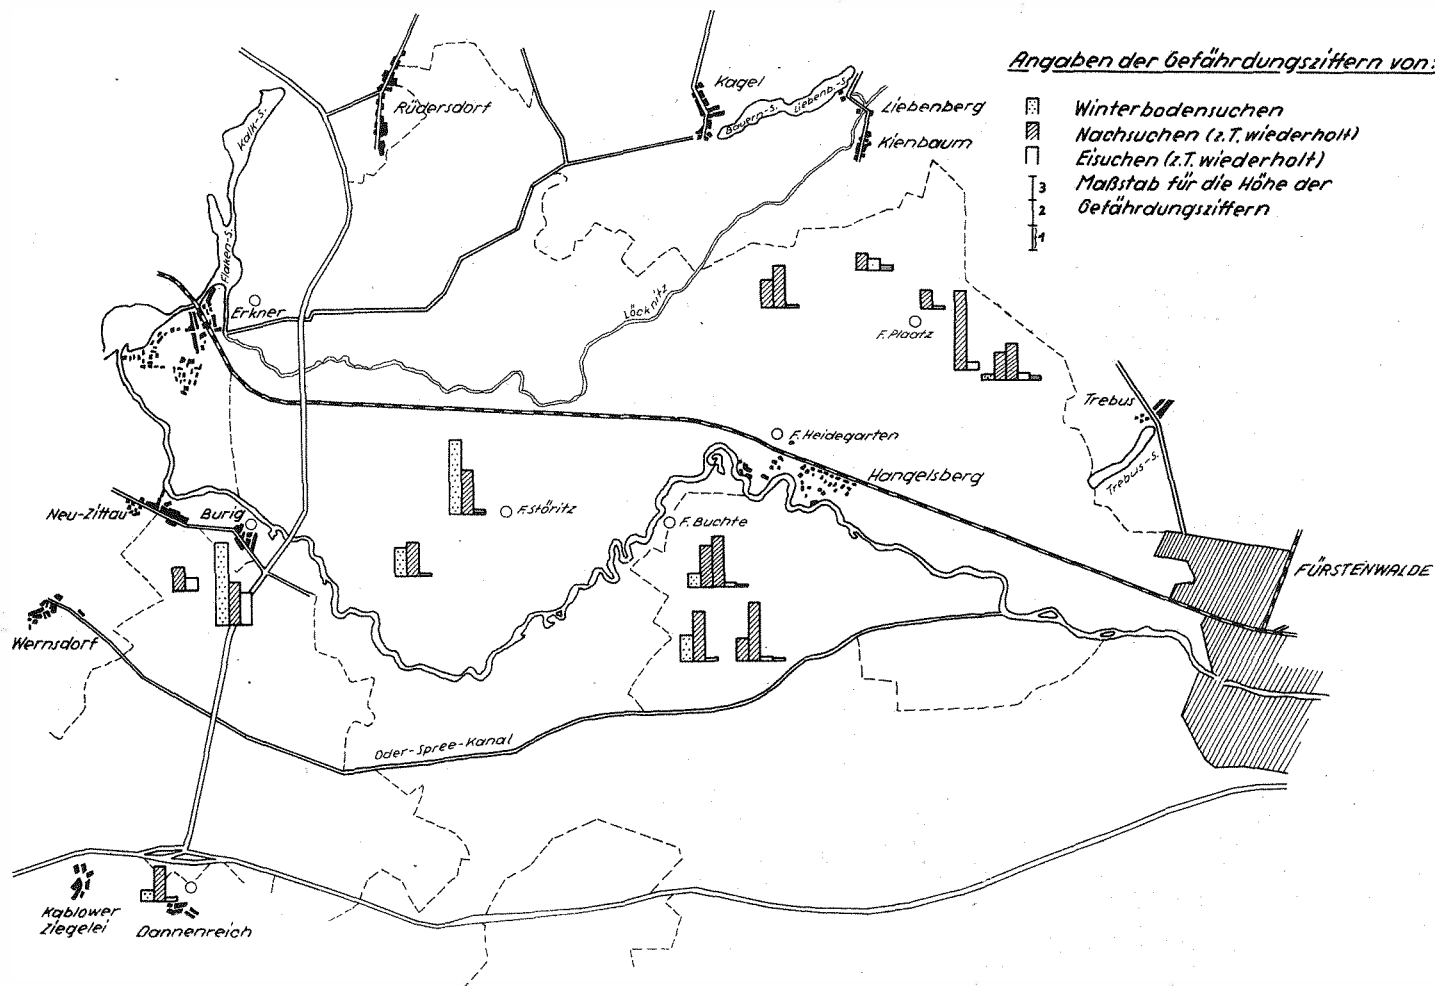 Angaben der Gefährdungsziffern von:
Winterbodensuchen
Nachsuchen (z.T. wiederholt)
Eisuchen (z.T. wiederholt)
3
Maßstab für die Höhe der
2
Gefährdungsziffern
1
Kagel
Rüdersdorf
Kalk-S.
Bauern-S.
Liebenb.-S.
Liebenberg
Kienbaum
Flaken-S.
Erkner
Löcknitz
F. Plaatz
Trebus
Trebus-S.
F. Heidegarten
Hangelsberg
Neu-Zittau
Burig
F. Störitz
F. Buchte
FÜRSTENWALDE
Wernsdorf
Oder-Spree-Kanal
Kablower
Ziegelei
Dannenreich